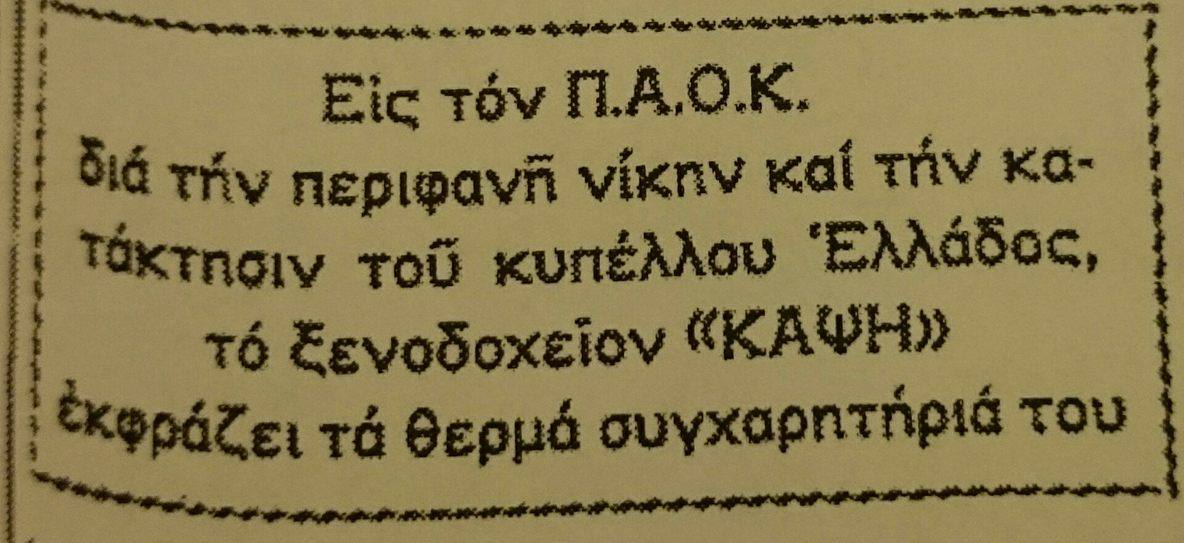 Εἰς τόν Π.Α.Ο.Κ.
διά τήν περιφανῆ νίκην καί τήν κα-
τάκτησιν τοῦ κυπέλλου Ἑλλάδος,
τό ξενοδοχεῖον «ΚΑΨΗ»
ἐκφράζει τά θερμά συγχαρητήριά του